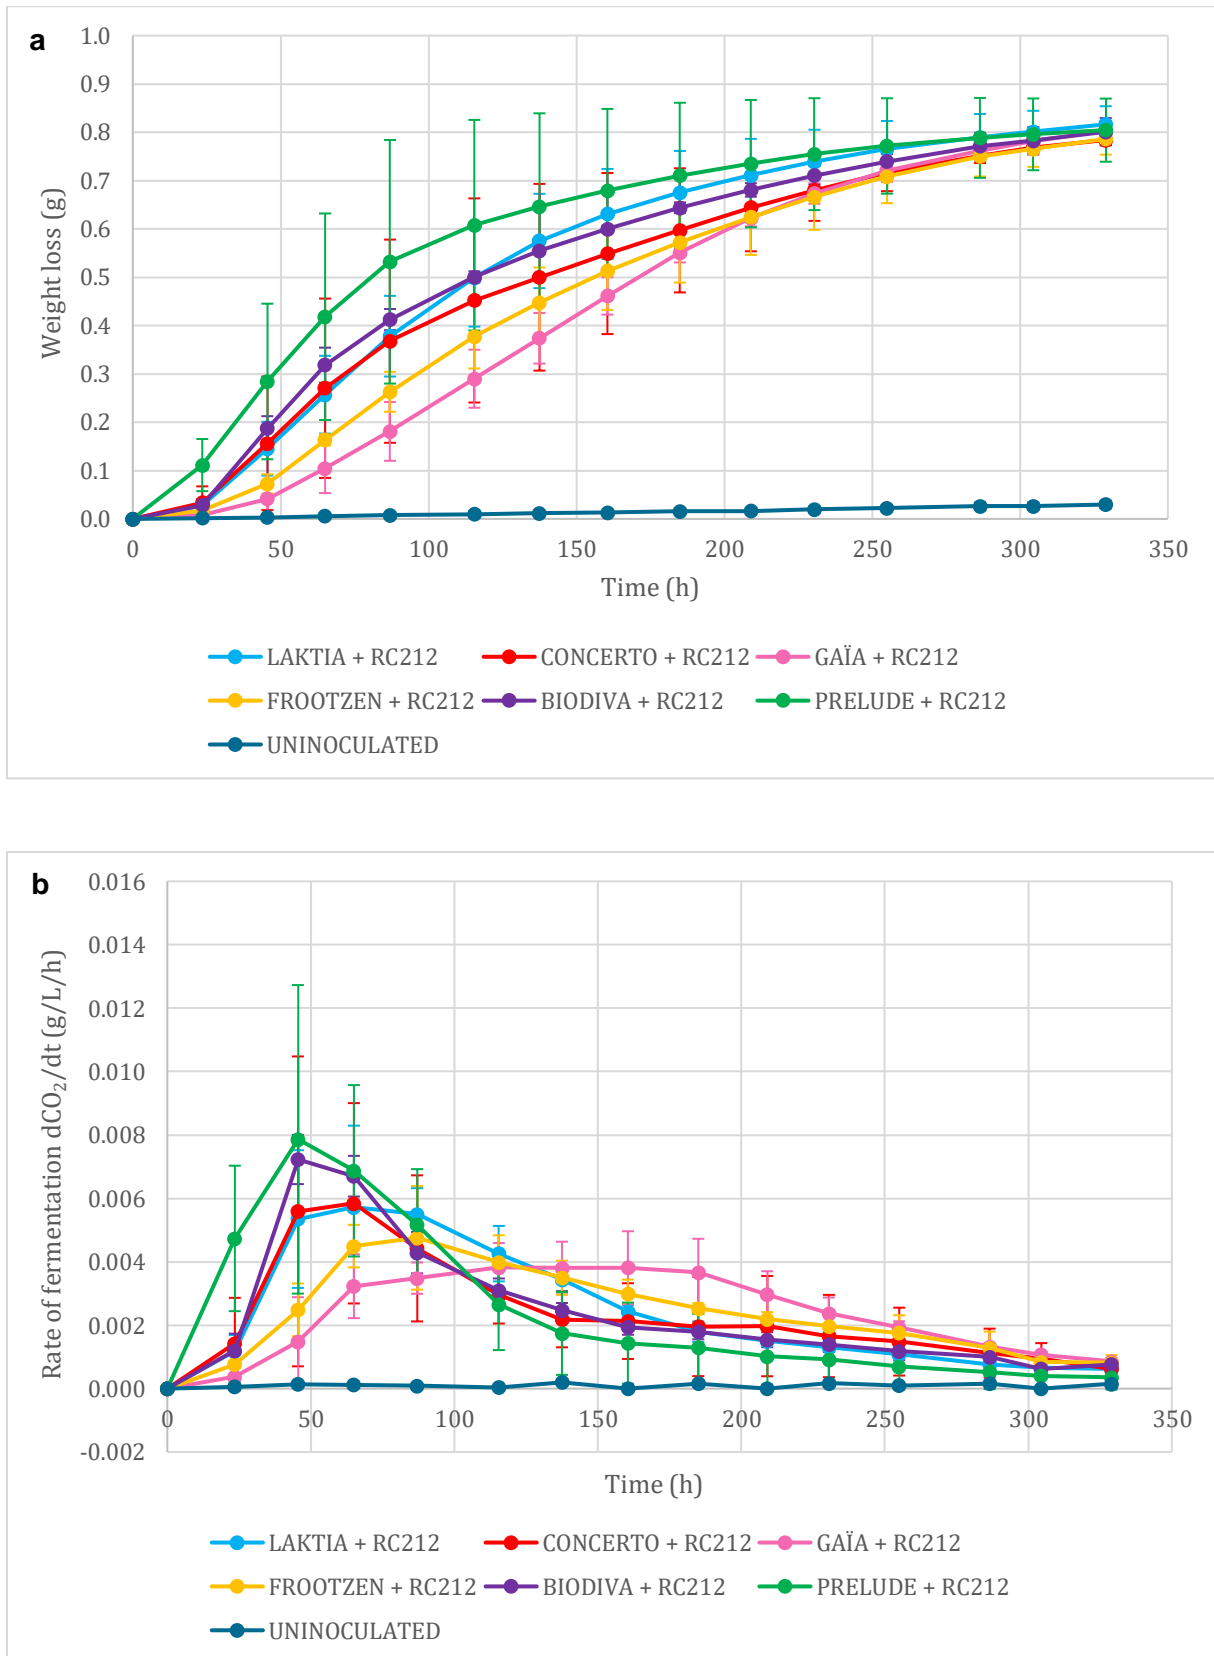 a
1.0
0.9
0.8
0.7
0.6
0.5
0.4
0.3
0.2
0.1
0.0
Weight loss (g)
0 50 100 150 200 250 300 350
Time (h)
LAKTIA + RC212 CONCERTO + RC212 GAÏA + RC212
FROOTZEN + RC212 BIODIVA + RC212 PRELUDE + RC212
UNINOCULATED
b
0.016
0.014
0.012
0.010
0.008
0.006
0.004
0.002
0.000
-0.002
Rate of fermentation dCO₂/dt (g/L/h)
0 50 100 150 200 250 300 350
Time (h)
LAKTIA + RC212 CONCERTO + RC212 GAÏA + RC212
FROOTZEN + RC212 BIODIVA + RC212 PRELUDE + RC212
UNINOCULATED